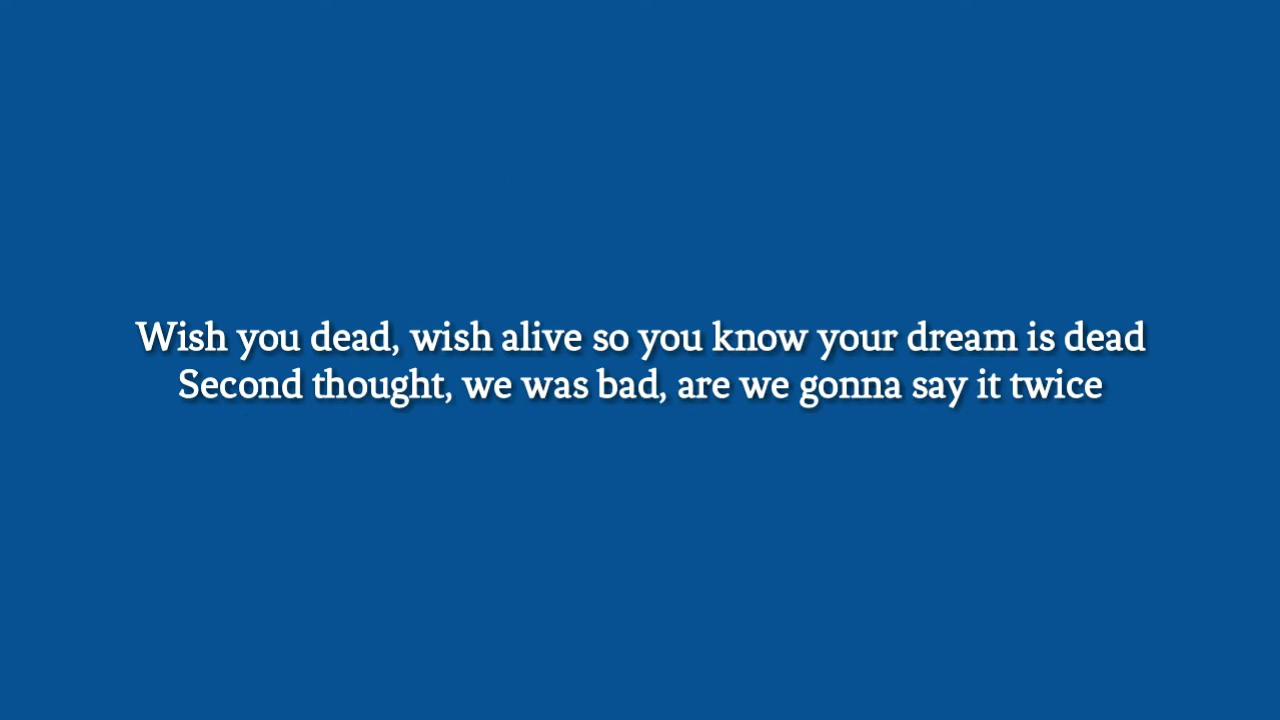 Wish you dead, wish alive so you know your dream is dead
Second thought, we was bad, are we gonna say it twice